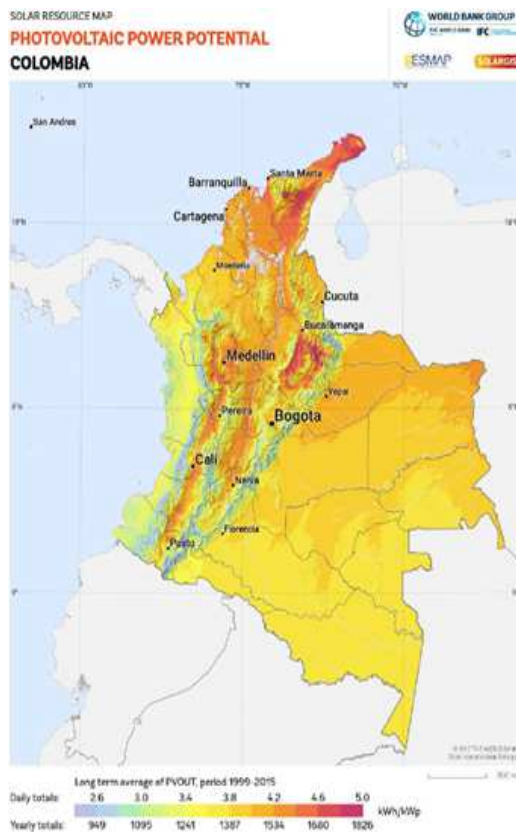 SOLAR RESOURCE MAP
PHOTOVOLTAIC POWER POTENTIAL
COLOMBIA
WORLD BANK GROUP
IFC
ESMAP
SOLARGIS
San Andres
Santa Marta
Barranquilla
Cartagena
Monteria
Cucuta
Bucaramanga
Medellin
Yopal
Pereira
Bogota
Cali
Neiva
Florencia
Pasto
Long term average of PVOUT, period 1999-2015
Daily totals: 2.6 3.0 3.4 3.8 4.2 4.6 5.0
kWh/kWp
Yearly totals: 949 1095 1241 1387 1534 1680 1826